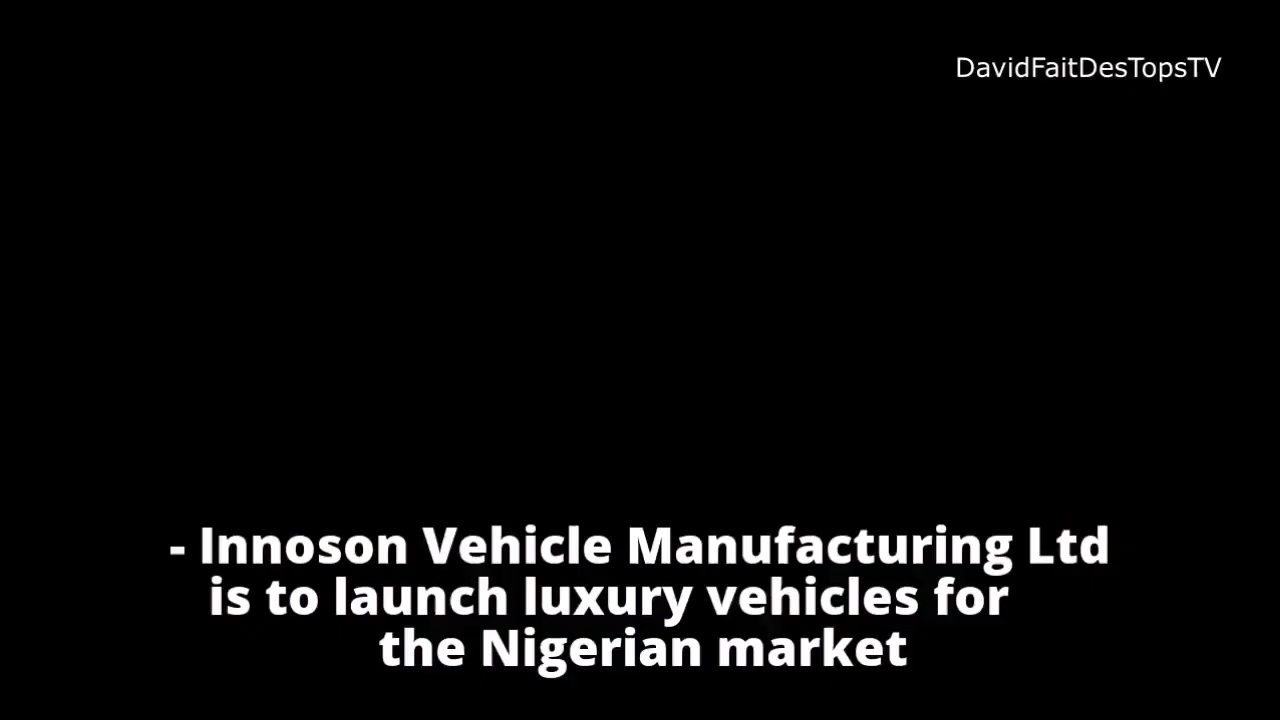 DavidFaitDesTopsTV
- Innoson Vehicle Manufacturing Ltd
is to launch luxury vehicles for
the Nigerian market